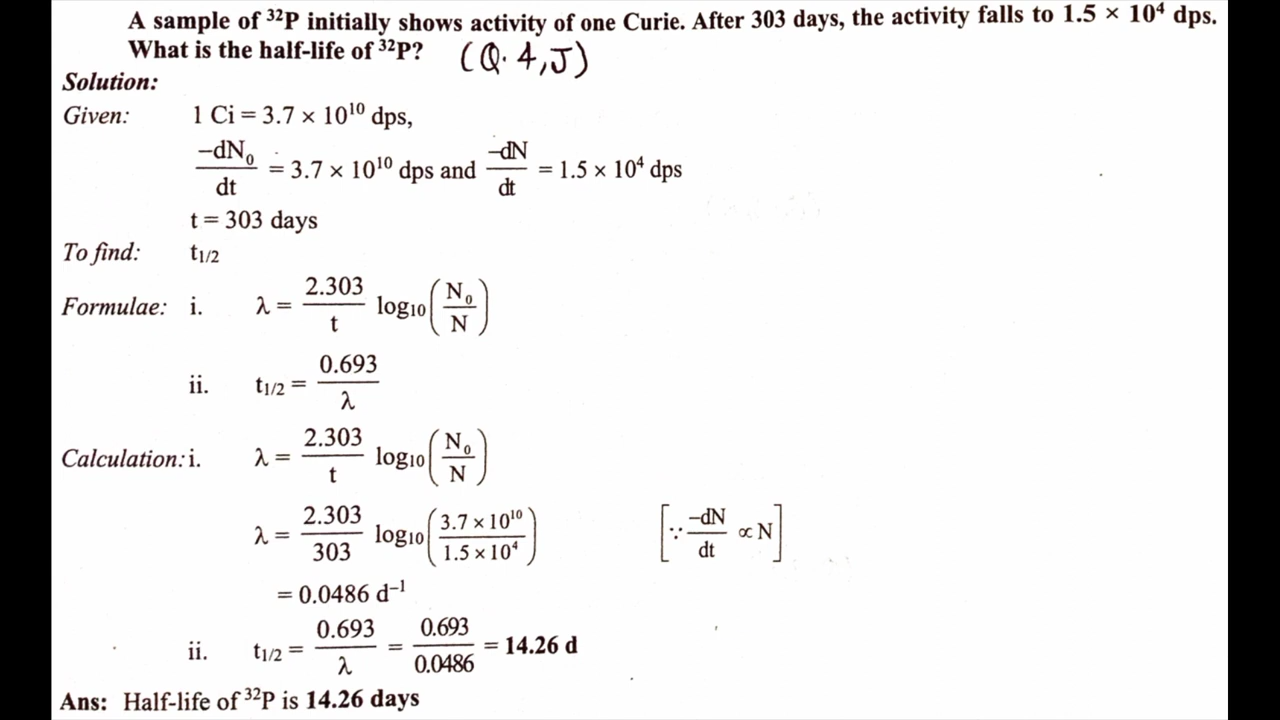 A sample of ³²P initially shows activity of one Curie. After 303 days, the activity falls to 1.5 × 10⁴ dps.
What is the half-life of ³²P? (Q. 4, J)
Solution:
Given: 1 Ci = 3.7 × 10¹⁰ dps,
–dN₀/dt = 3.7 × 10¹⁰ dps and –dN/dt = 1.5 × 10⁴ dps
t = 303 days
To find: t1/2
Formulae: i. λ = 2.303/t log₁₀(N₀/N)
ii. t1/2 = 0.693/λ
Calculation: i. λ = 2.303/t log₁₀(N₀/N)
λ = 2.303/303 log₁₀(3.7 × 10¹⁰/1.5 × 10⁴) [∵ –dN/dt ∝ N]
= 0.0486 d⁻¹
ii. t1/2 = 0.693/λ = 0.693/0.0486 = 14.26 d
Ans: Half-life of ³²P is 14.26 days